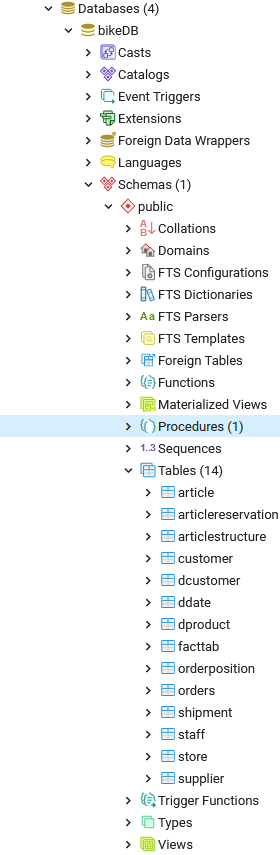 Databases (4)
bikeDB
Casts
Catalogs
Event Triggers
Extensions
Foreign Data Wrappers
Languages
Schemas (1)
public
Collations
Domains
FTS Configurations
FTS Dictionaries
Aa FTS Parsers
FTS Templates
Foreign Tables
Functions
Materialized Views
Procedures (1)
1..3 Sequences
Tables (14)
article
articlereservation
articlestructure
customer
dcustomer
ddate
dproduct
facttab
orderposition
orders
shipment
staff
store
supplier
Trigger Functions
Types
Views